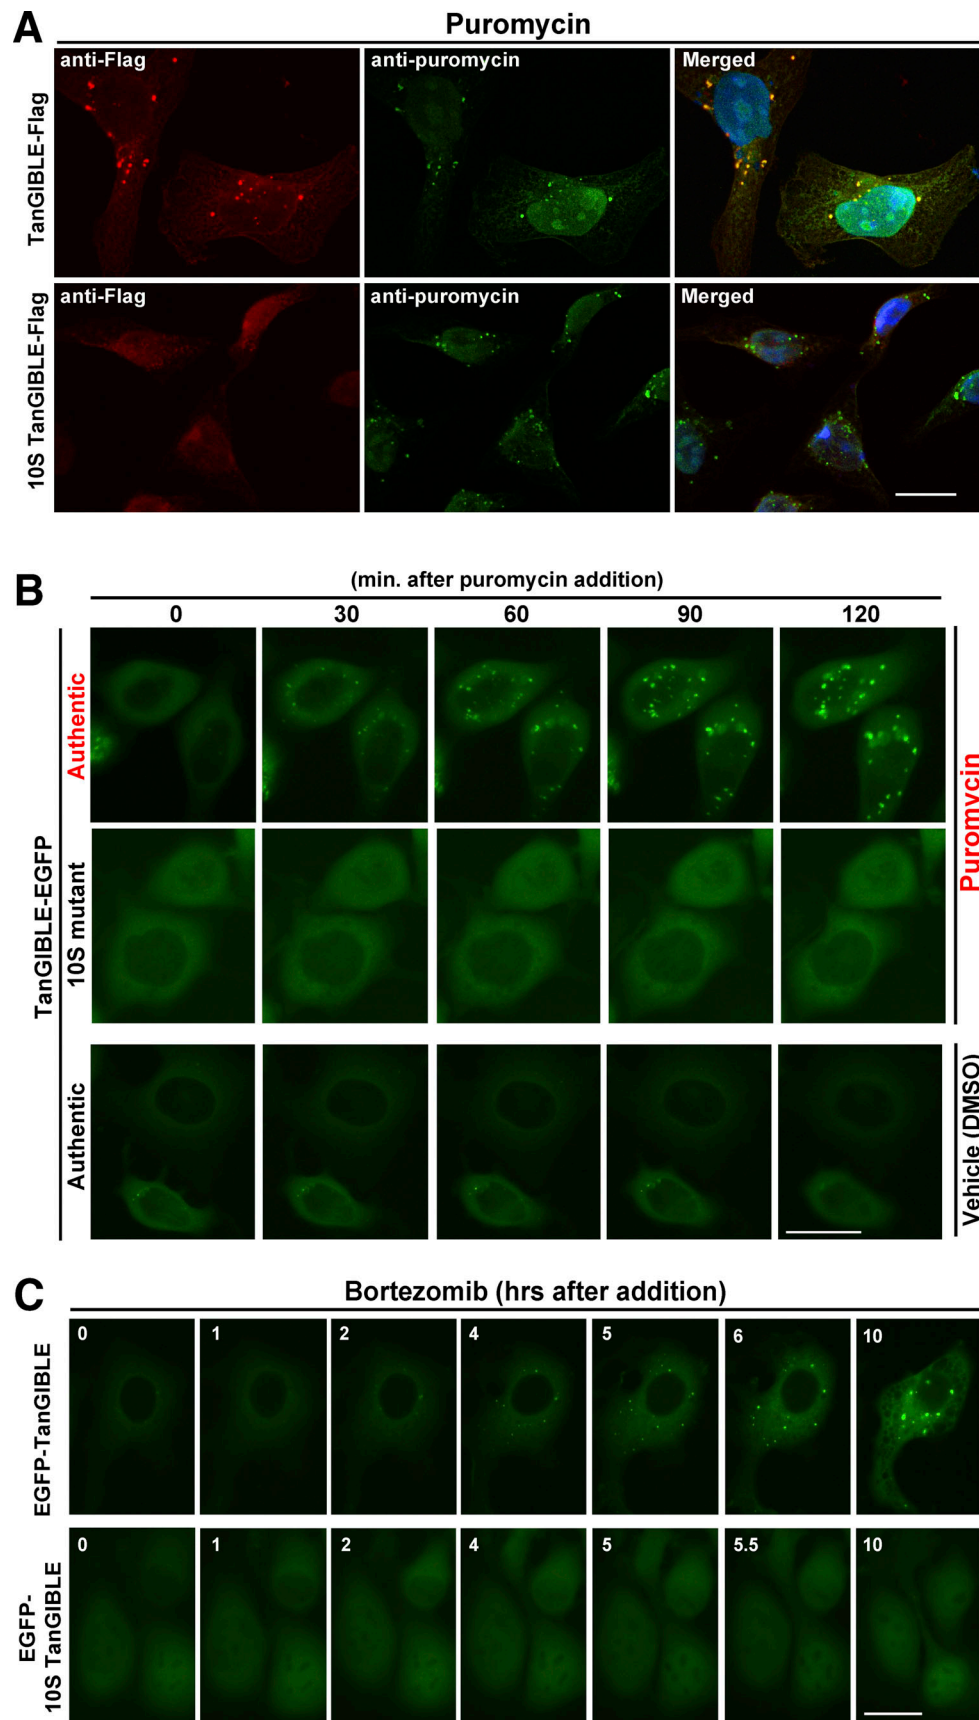 A
Puromycin
anti-Flag
anti-puromycin
Merged
TanGIBLE-Flag
anti-Flag
anti-puromycin
Merged
10S TanGIBLE-Flag
B
(min. after puromycin addition)
0 30 60 90 120
TanGIBLE-EGFP
Authentic
Puromycin
10S mutant
Authentic
Vehicle (DMSO)
C
Bortezomib (hrs after addition)
EGFP-TanGIBLE
0 1 2 4 5 6 10
EGFP-
10S TanGIBLE
0 1 2 4 5 5.5 10